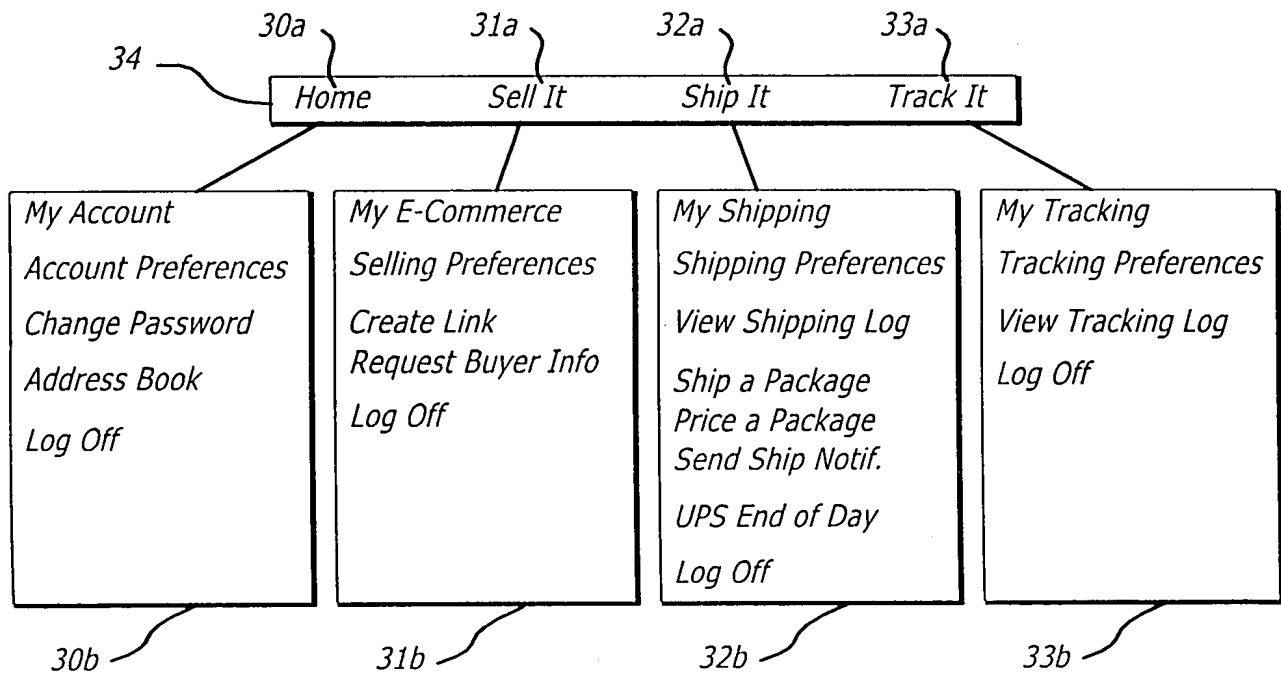 30a
31a
32a
33a
34
Home Sell It Ship It Track It
My Account
Account Preferences
Change Password
Address Book
Log Off
My E-Commerce
Selling Preferences
Create Link
Request Buyer Info
Log Off
My Shipping
Shipping Preferences
View Shipping Log
Ship a Package
Price a Package
Send Ship Notif.
UPS End of Day
Log Off
My Tracking
Tracking Preferences
View Tracking Log
Log Off
30b
31b
32b
33b